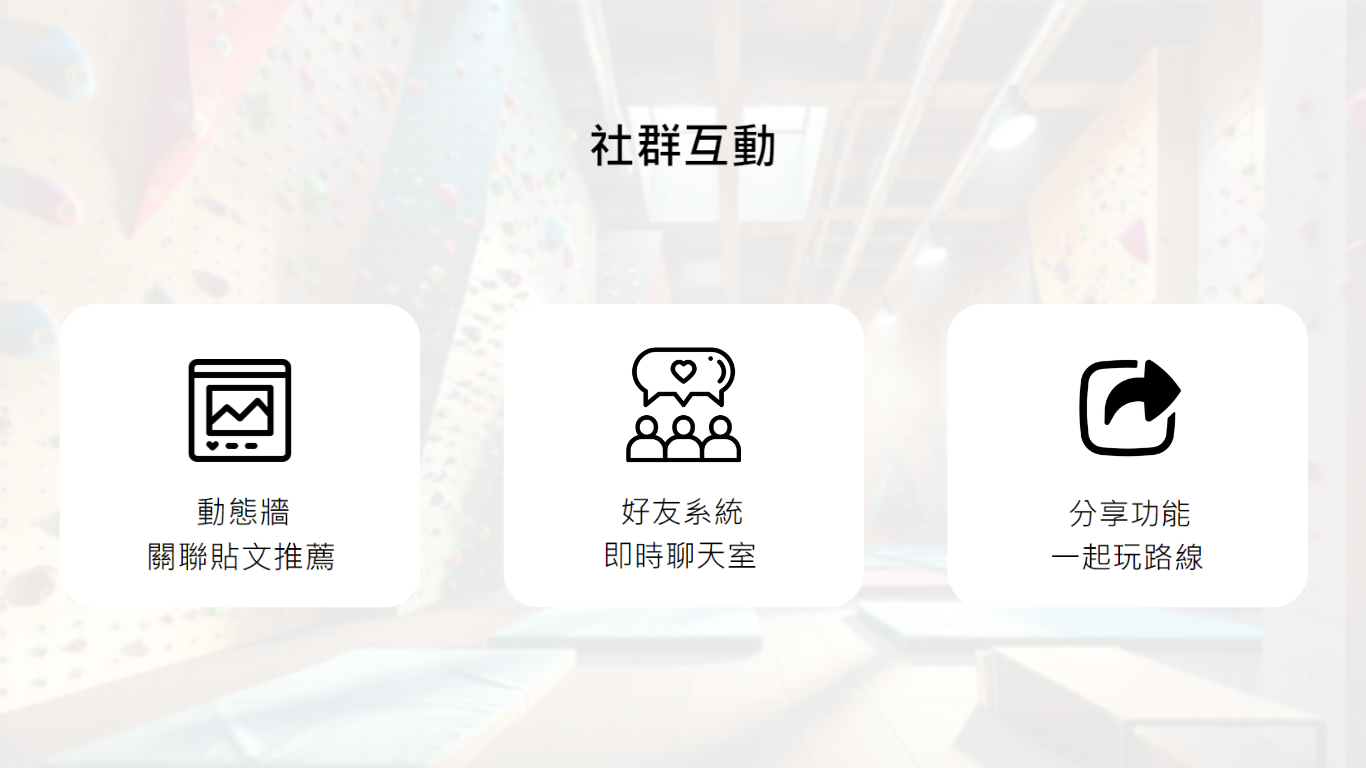 社群互動
動態牆
關聯貼文推薦
好友系統
即時聊天室
分享功能
一起玩路線